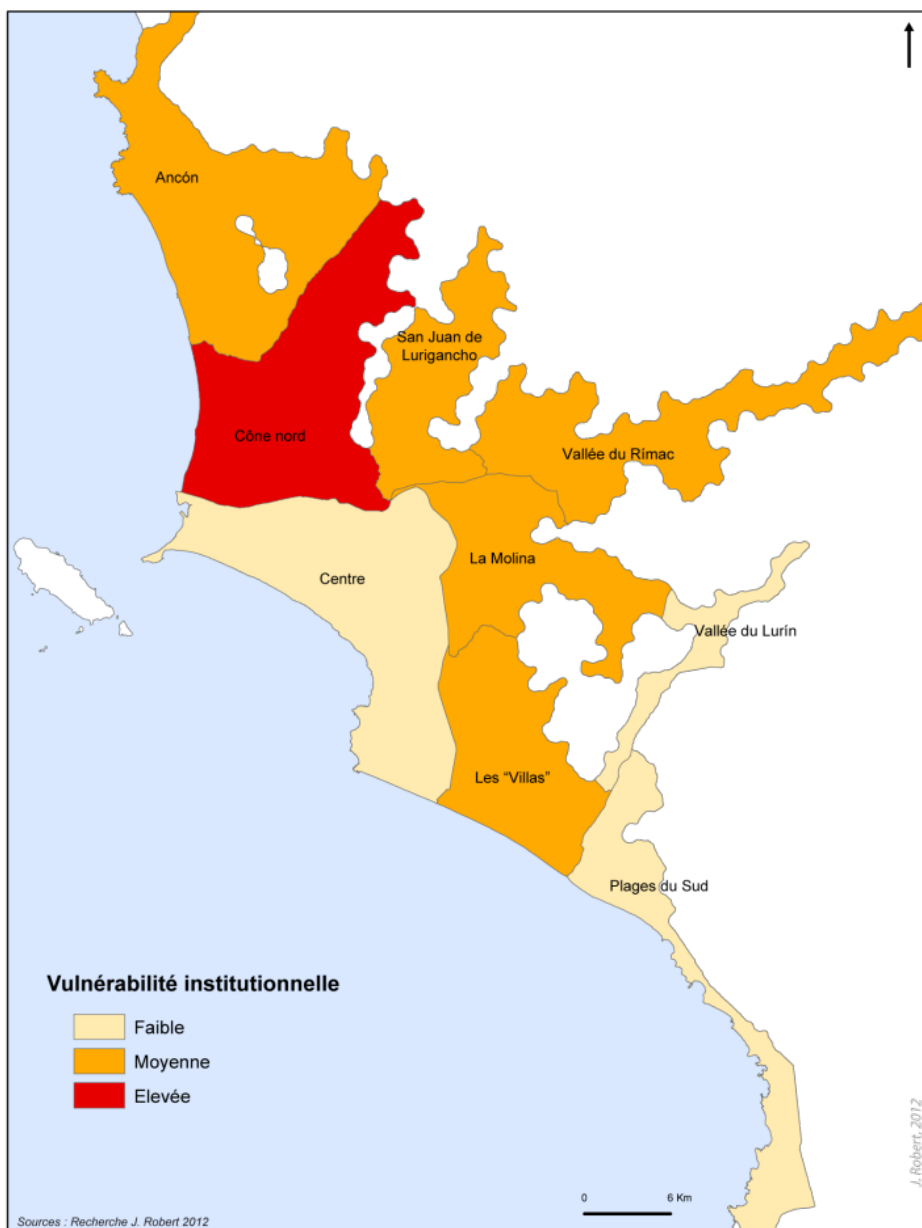 Ancón
San Juan de
Lurigancho
Cône nord
Vallée du Rímac
La Molina
Centre
Vallée du Lurín
Les "Villas"
Plages du Sud
Vulnérabilité institutionnelle
Faible
Moyenne
Elevée
0 6 Km
Sources : Recherche J. Robert 2012
J. Robert, 2012